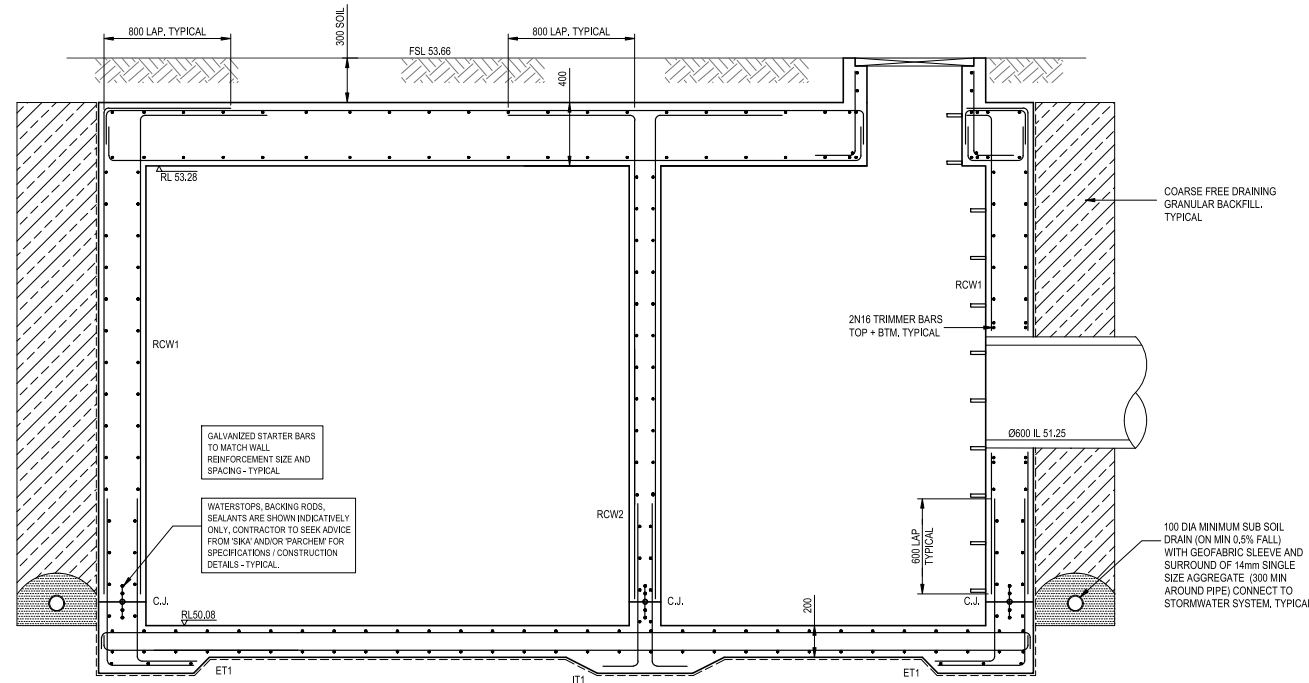 800 LAP. TYPICAL
300 SOIL
800 LAP. TYPICAL
FSL 53.66
400
RL 53.28
COARSE FREE DRAINING
GRANULAR BACKFILL.
TYPICAL
RCW1
2N16 TRIMMER BARS
TOP + BTM. TYPICAL
RCW1
Ø600 IL 51.25
GALVANIZED STARTER BARS
TO MATCH WALL
REINFORCEMENT SIZE AND
SPACING - TYPICAL
WATERSTOPS, BACKING RODS,
SEALANTS ARE SHOWN INDICATIVELY
ONLY, CONTRACTOR TO SEEK ADVICE
FROM 'SIKA' AND/OR 'PARCHEM' FOR
SPECIFICATIONS / CONSTRUCTION
DETAILS - TYPICAL.
RCW2
600 LAP
TYPICAL
100 DIA MINIMUM SUB SOIL
DRAIN (ON MIN 0.5% FALL)
WITH GEOFABRIC SLEEVE AND
SURROUND OF 14mm SINGLE
SIZE AGGREGATE (300 MIN
AROUND PIPE) CONNECT TO
STORMWATER SYSTEM. TYPICAL
C.J.
C.J.
C.J.
RL50.08
200
ET1
IT1
ET1